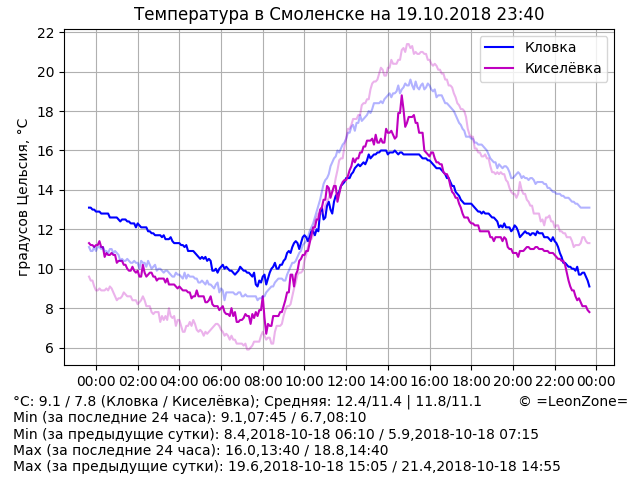 Температура в Смоленске на 19.10.2018 23:40
градусов Цельсия, °C
22
20
18
16
14
12
10
8
6
Кловка
Киселёвка
00:00 02:00 04:00 06:00 08:00 10:00 12:00 14:00 16:00 18:00 20:00 22:00 00:00
°C: 9.1 / 7.8 (Кловка / Киселёвка); Средняя: 12.4/11.4 | 11.8/11.1 © =LeonZone=
Min (за последние 24 часа): 9.1,07:45 / 6.7,08:10
Min (за предыдущие сутки): 8.4,2018-10-18 06:10 / 5.9,2018-10-18 07:15
Max (за последние 24 часа): 16.0,13:40 / 18.8,14:40
Max (за предыдущие сутки): 19.6,2018-10-18 15:05 / 21.4,2018-10-18 14:55